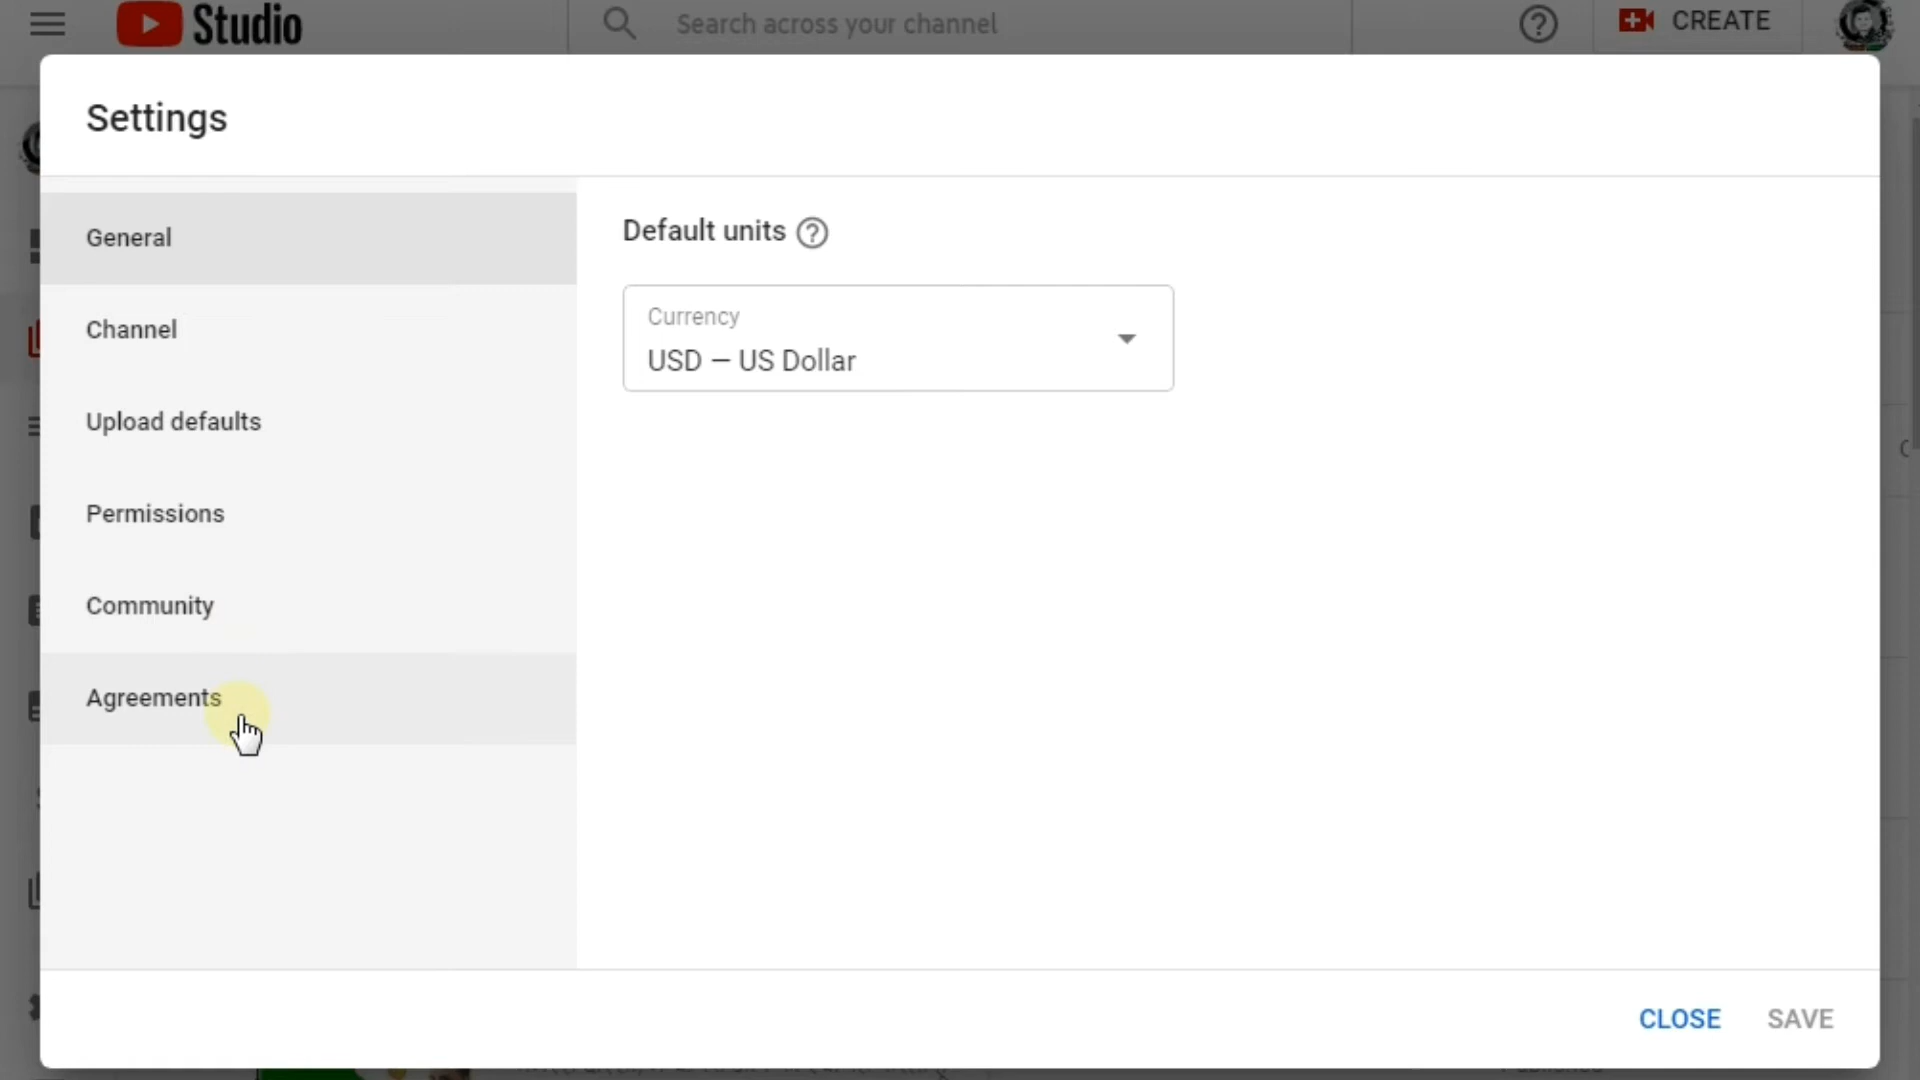 Studio
Search across your channel
CREATE
Settings
General
Channel
Upload defaults
Permissions
Community
Agreements
Default units
Currency
USD — US Dollar
CLOSE
SAVE